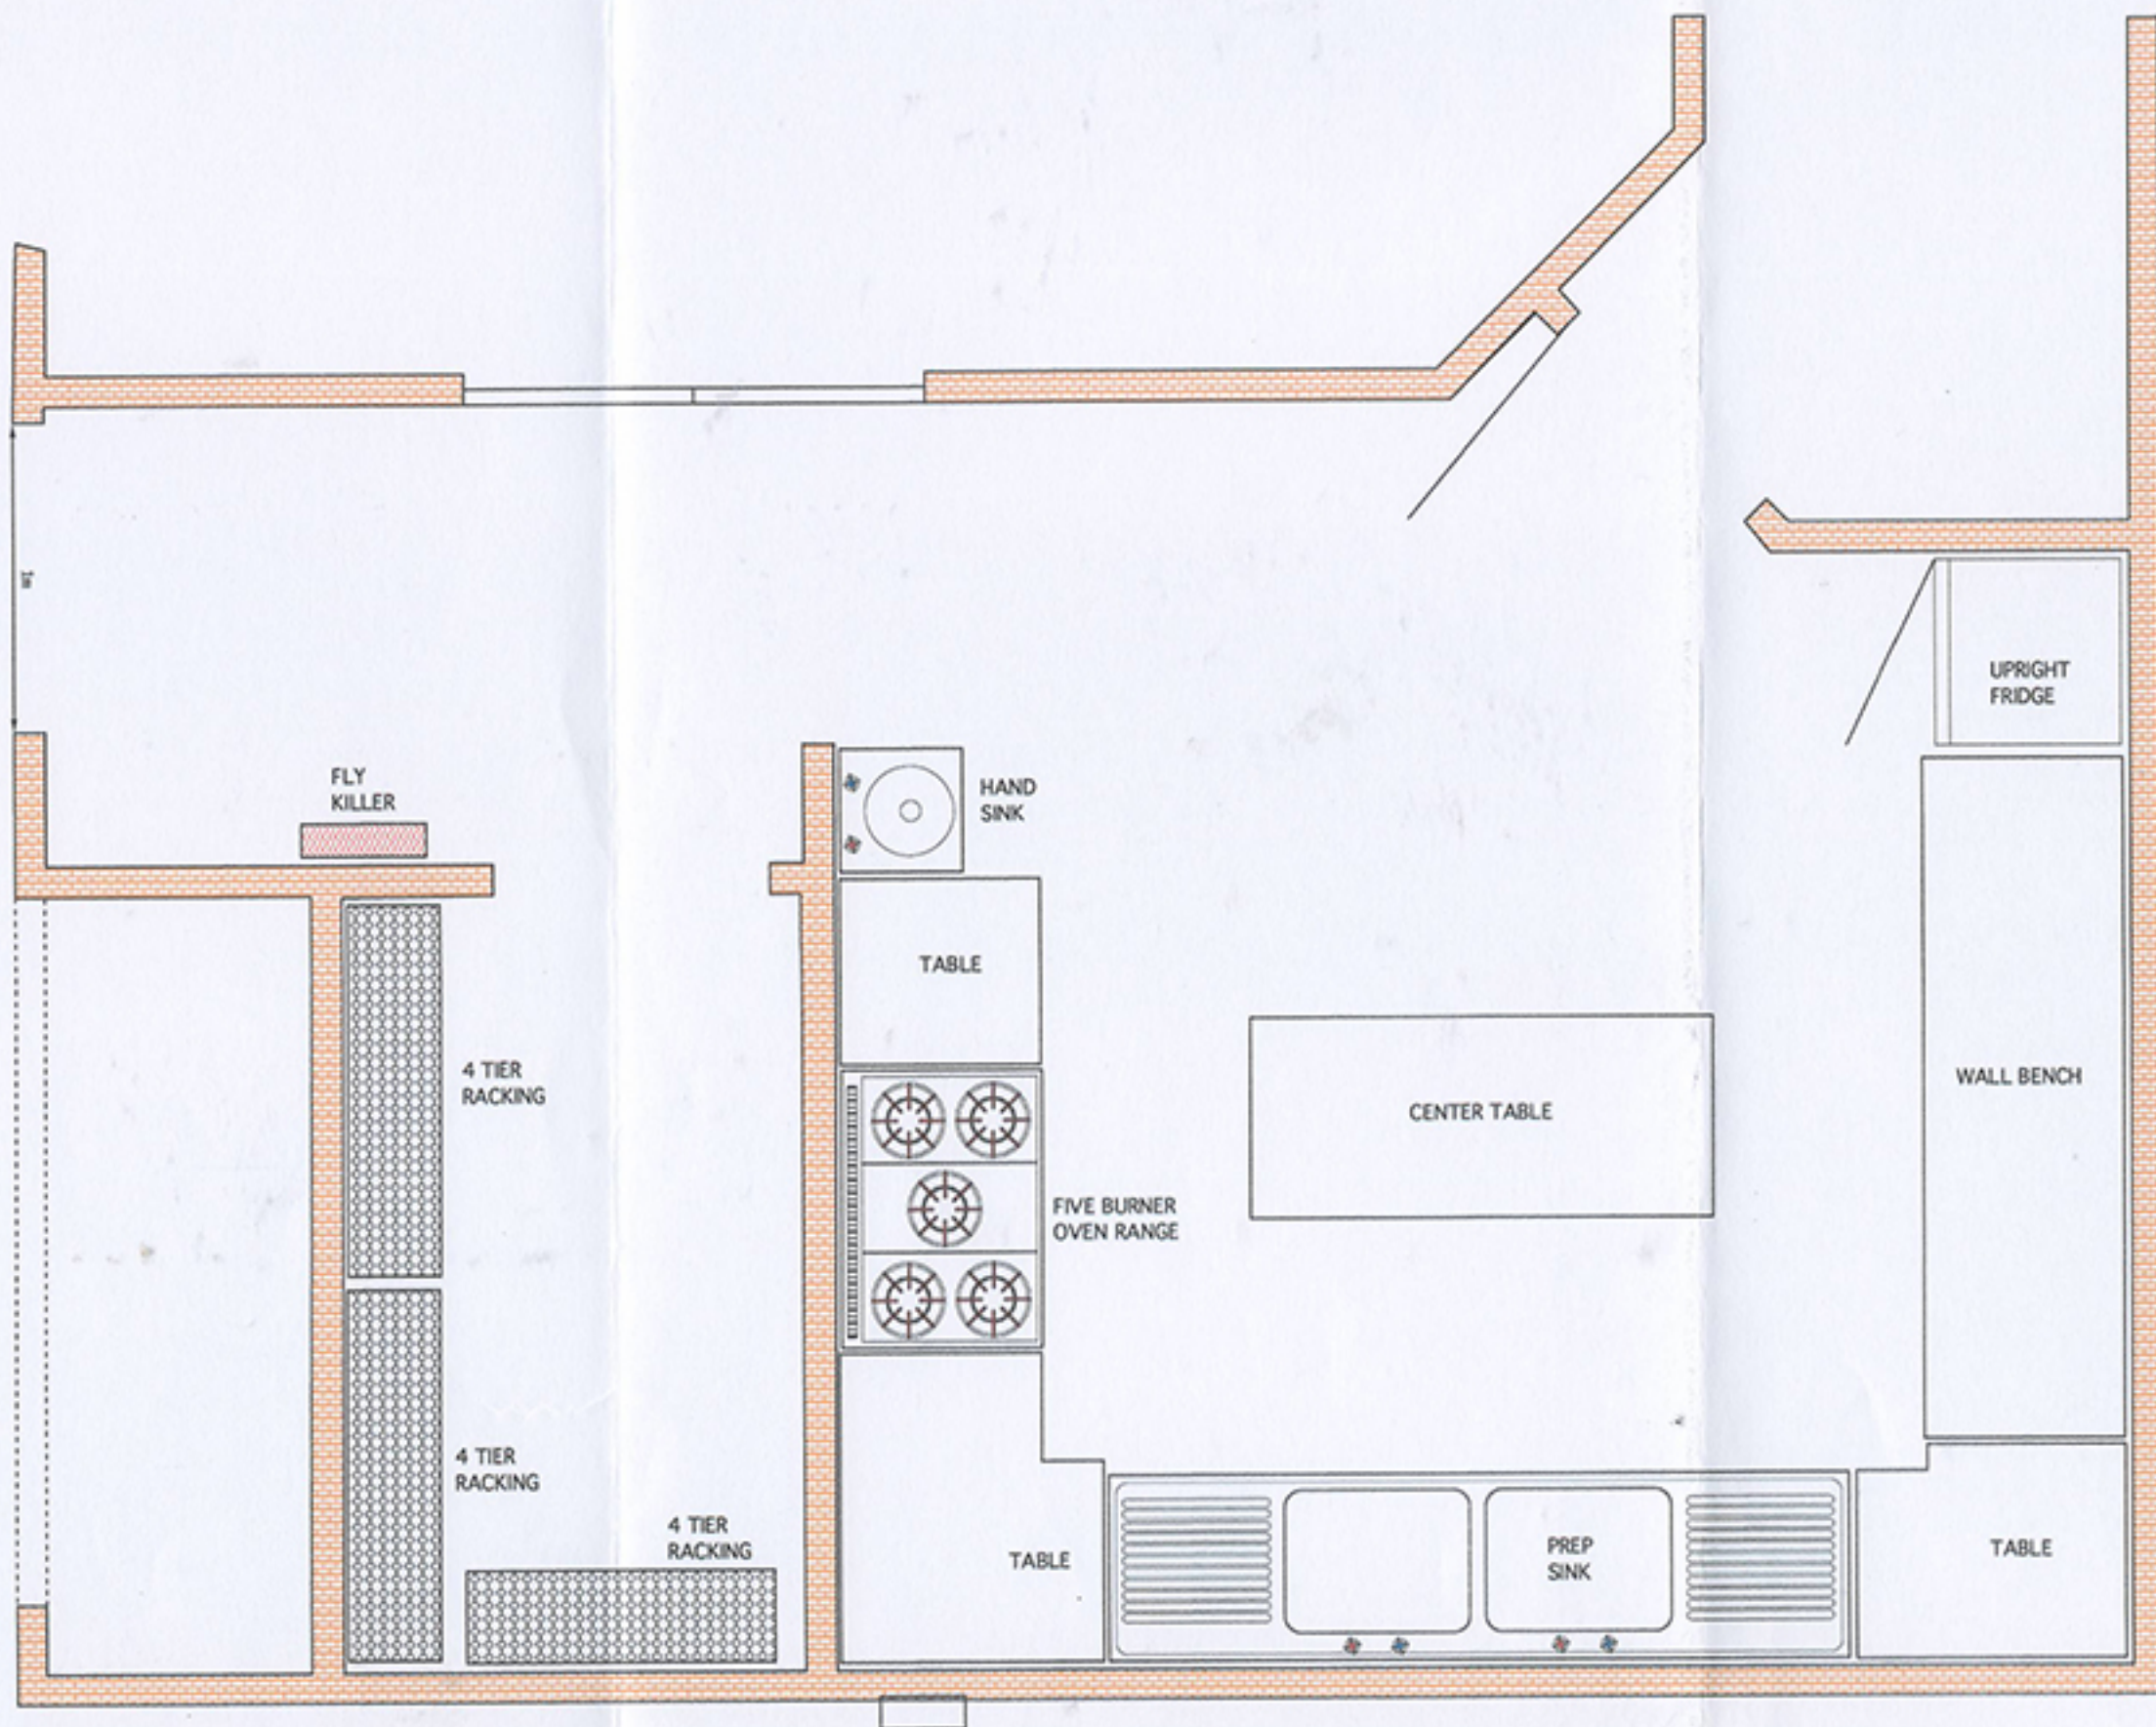 1m
UPRIGHT
FRIDGE
FLY
KILLER
HAND
SINK
TABLE
4 TIER
RACKING
WALL BENCH
CENTER TABLE
FIVE BURNER
OVEN RANGE
4 TIER
RACKING
4 TIER
RACKING
TABLE
PREP
SINK
TABLE